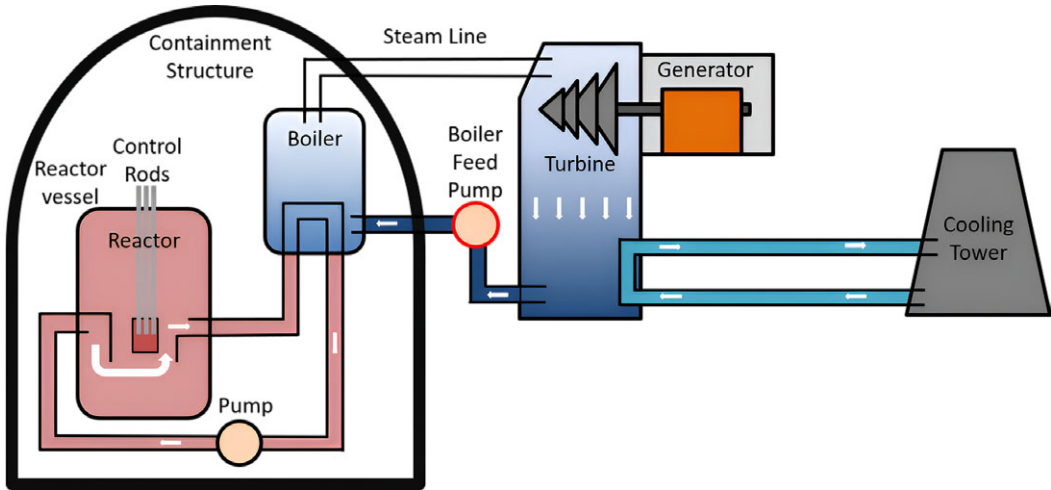 Containment
Structure
Steam Line
Generator
Boiler
Boiler
Feed
Pump
Turbine
Control
Rods
Reactor
vessel
Reactor
Cooling
Tower
Pump